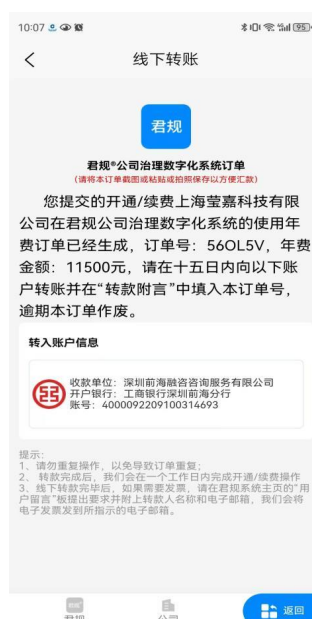 10:07
95
线下转账
君规
君规®公司治理数字化系统订单
(请将本订单截图或粘贴或拍照保存以方便汇款)
您提交的开通/续费上海莹嘉科技有限
公司在君规公司治理数字化系统的使用年
费订单已经生成，订单号：56OL5V，年费
金额：11500元，请在十五日内向以下账
户转账并在“转款附言”中填入本订单号，
逾期本订单作废。
转入账户信息
收款单位：深圳前海融咨咨询服务有限公司
开户银行：工商银行深圳前海分行
账号：4000092209100314693
提示：
1、请勿重复操作，以免导致订单重复；
2、 转款完成后，我们会在一个工作日内完成开通/续费操作
3、线下转款完毕后，如果需要发票，请在君规系统主页的“用
户留言”板提出要求并附上转款人名称和电子邮箱，我们会将
电子发票发到所指示的电子邮箱。
君规
公司
返回